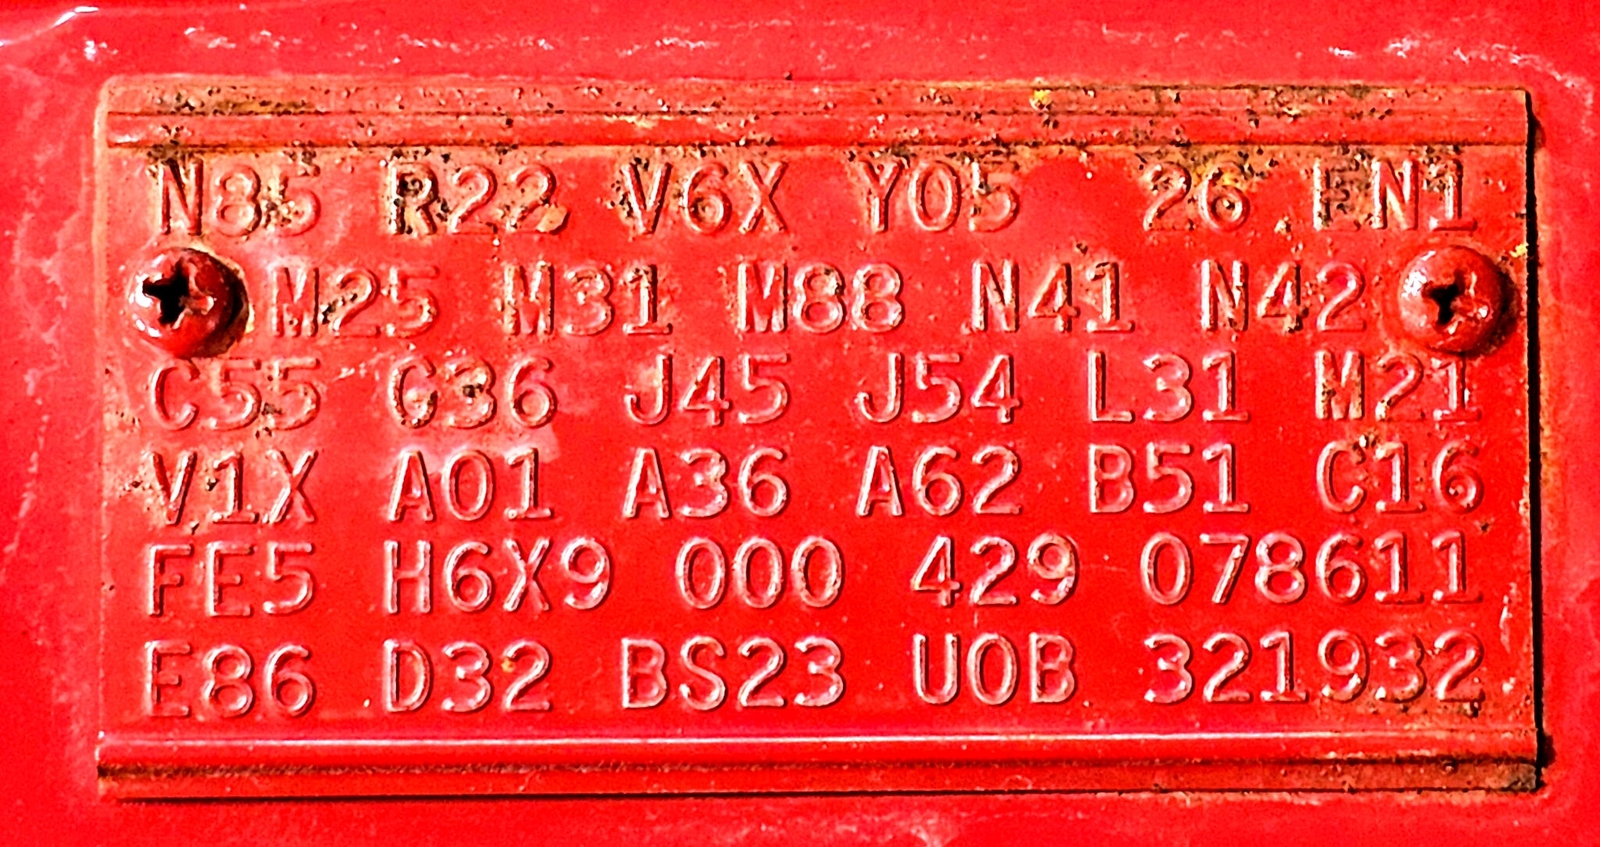 N85 R22 V6X Y05 26 EN1
M25 M31 M88 N41 N42
C55 G36 J45 J54 L31 M21
V1X A01 A36 A62 B51 C16
FE5 H6X9 000 429 078611
E86 D32 BS23 U0B 321932